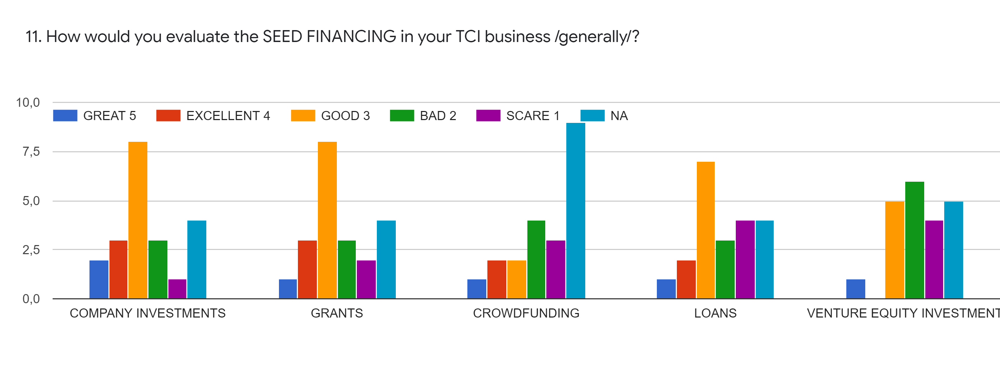 11. How would you evaluate the SEED FINANCING in your TCI business /generally/?
10,0
GREAT 5 EXCELLENT 4 GOOD 3 BAD 2 SCARE 1 NA
7,5
5,0
2,5
0,0
COMPANY INVESTMENTS GRANTS CROWDFUNDING LOANS VENTURE EQUITY INVESTMENT